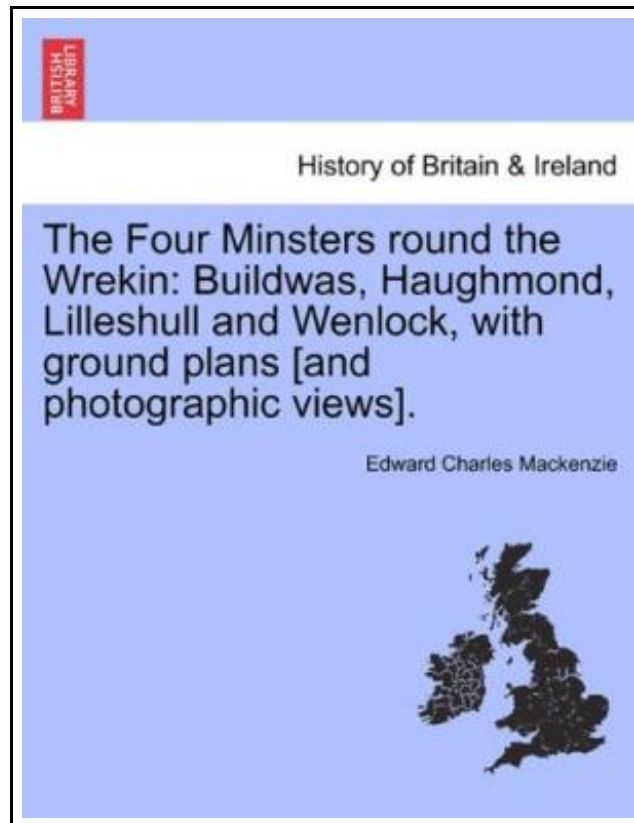 BRITISH
LIBRARY
History of Britain & Ireland
The Four Minsters round the
Wrekin: Buildwas, Haughmond,
Lilleshull and Wenlock, with
ground plans [and
photographic views].
Edward Charles Mackenzie